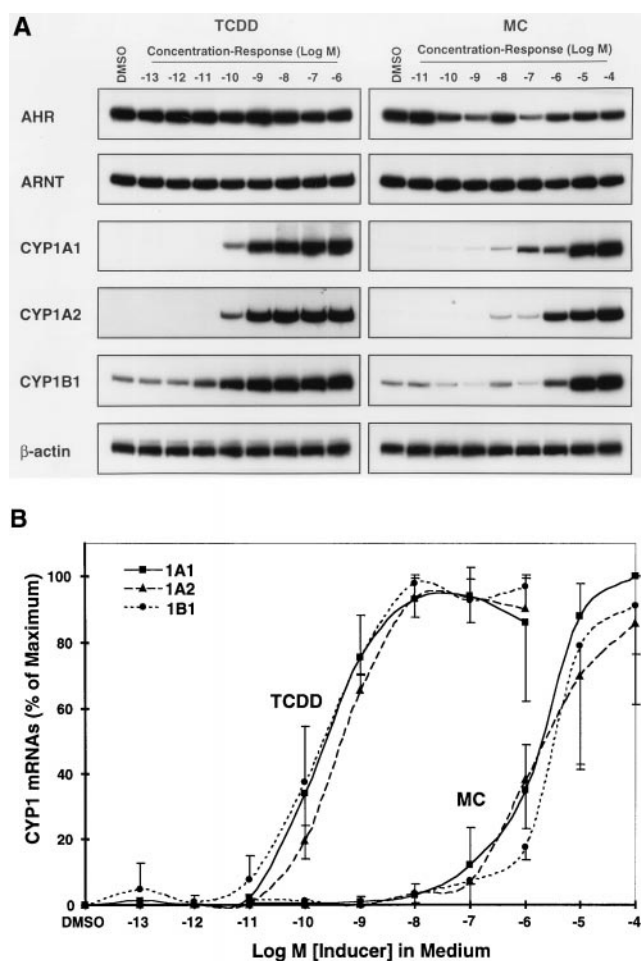 A
TCDD
MC
Concentration-Response (Log M)
Concentration-Response (Log M)
DMSO -13 -12 -11 -10 -9 -8 -7 -6
DMSO -11 -10 -9 -8 -7 -6 -5 -4
AHR
ARNT
CYP1A1
CYP1A2
CYP1B1
β-actin
B
CYP1 mRNAs (% of Maximum)
100
80
60
40
20
0
1A1
1A2
1B1
TCDD
MC
DMSO -13 -12 -11 -10 -9 -8 -7 -6 -5 -4
Log M [Inducer] in Medium